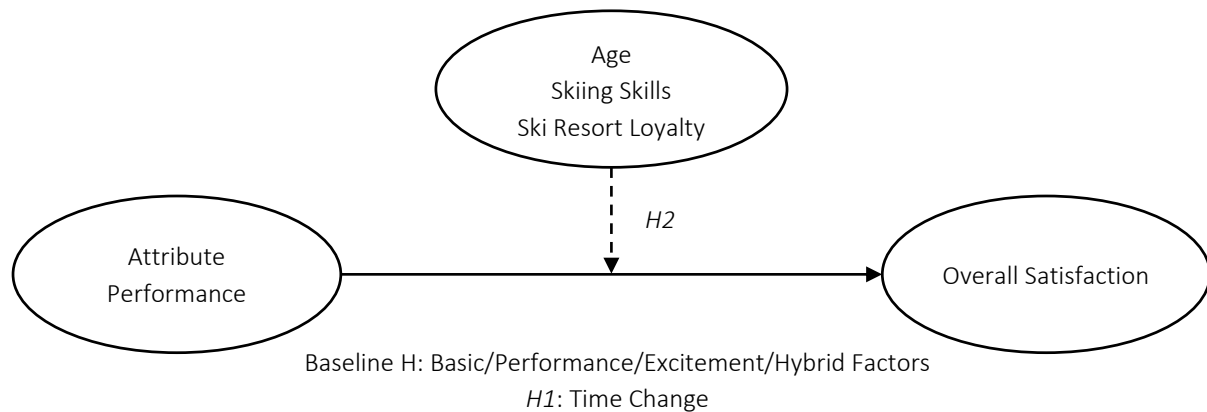 Age
Skiing Skills
Ski Resort Loyalty
H2
Attribute
Performance
Overall Satisfaction
Baseline H: Basic/Performance/Excitement/Hybrid Factors
H1: Time Change